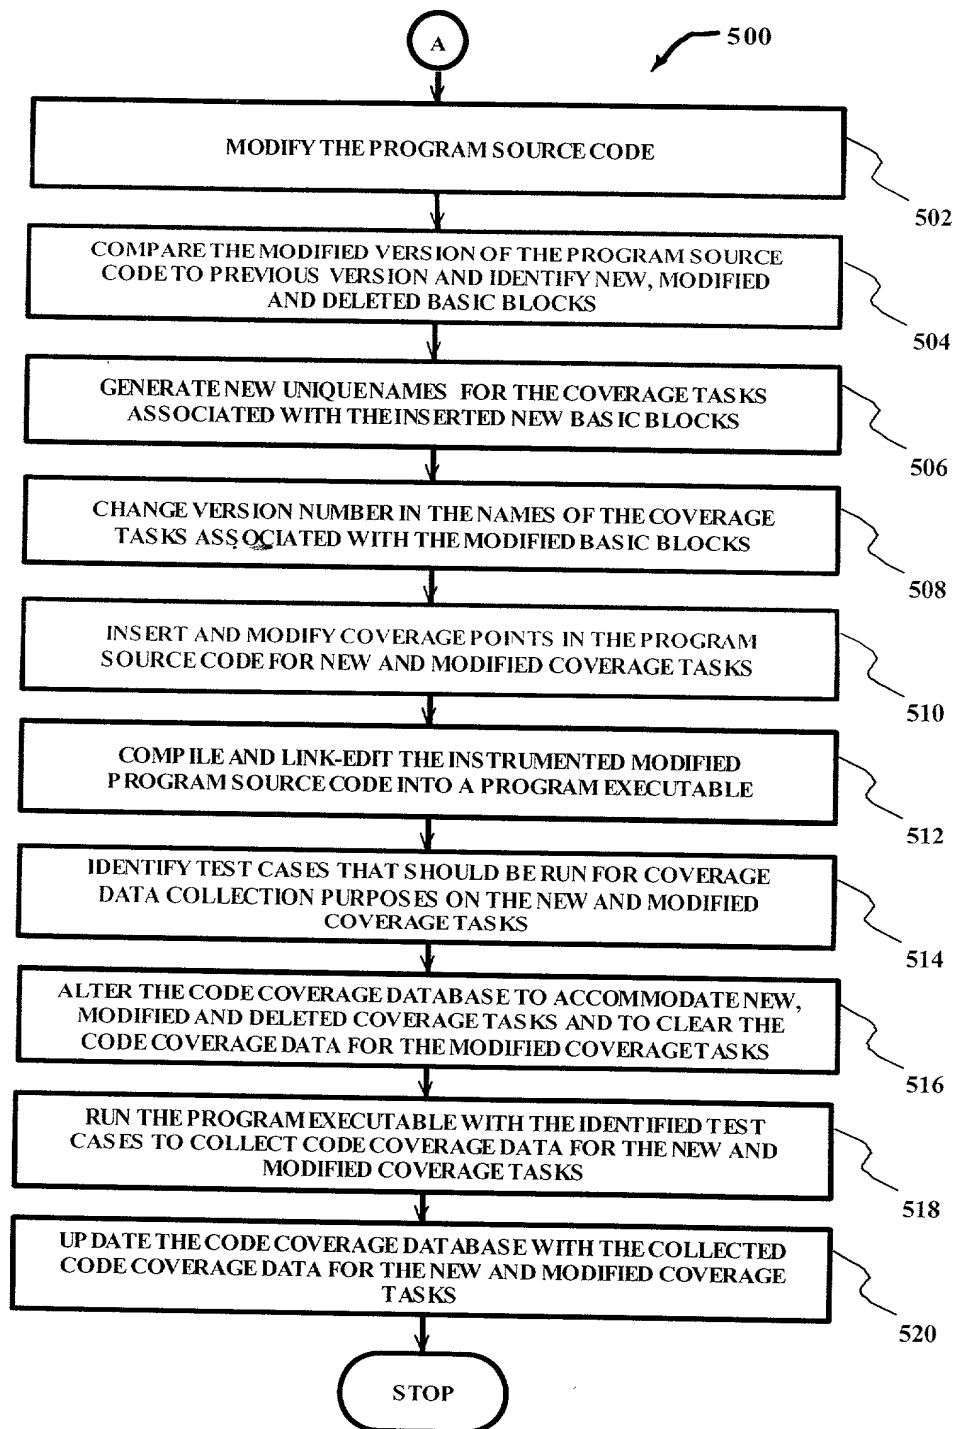 A
500
MODIFY THE PROGRAM SOURCE CODE
502
COMPARE THE MODIFIED VERSION OF THE PROGRAM SOURCE
CODE TO PREVIOUS VERSION AND IDENTIFY NEW, MODIFIED
AND DELETED BASIC BLOCKS
504
GENERATE NEW UNIQUE NAMES FOR THE COVERAGE TASKS
ASSOCIATED WITH THE INSERTED NEW BASIC BLOCKS
506
CHANGE VERSION NUMBER IN THE NAMES OF THE COVERAGE
TASKS ASSOCIATED WITH THE MODIFIED BASIC BLOCKS
508
INSERT AND MODIFY COVERAGE POINTS IN THE PROGRAM
SOURCE CODE FOR NEW AND MODIFIED COVERAGE TASKS
510
COMPILE AND LINK-EDIT THE INSTRUMENTED MODIFIED
PROGRAM SOURCE CODE INTO A PROGRAM EXECUTABLE
512
IDENTIFY TEST CASES THAT SHOULD BE RUN FOR COVERAGE
DATA COLLECTION PURPOSES ON THE NEW AND MODIFIED
COVERAGE TASKS
514
ALTER THE CODE COVERAGE DATABASE TO ACCOMMODATE NEW,
MODIFIED AND DELETED COVERAGE TASKS AND TO CLEAR THE
CODE COVERAGE DATA FOR THE MODIFIED COVERAGE TASKS
516
RUN THE PROGRAM EXECUTABLE WITH THE IDENTIFIED TEST
CASES TO COLLECT CODE COVERAGE DATA FOR THE NEW AND
MODIFIED COVERAGE TASKS
518
UPDATE THE CODE COVERAGE DATABASE WITH THE COLLECTED
CODE COVERAGE DATA FOR THE NEW AND MODIFIED COVERAGE
TASKS
520
STOP